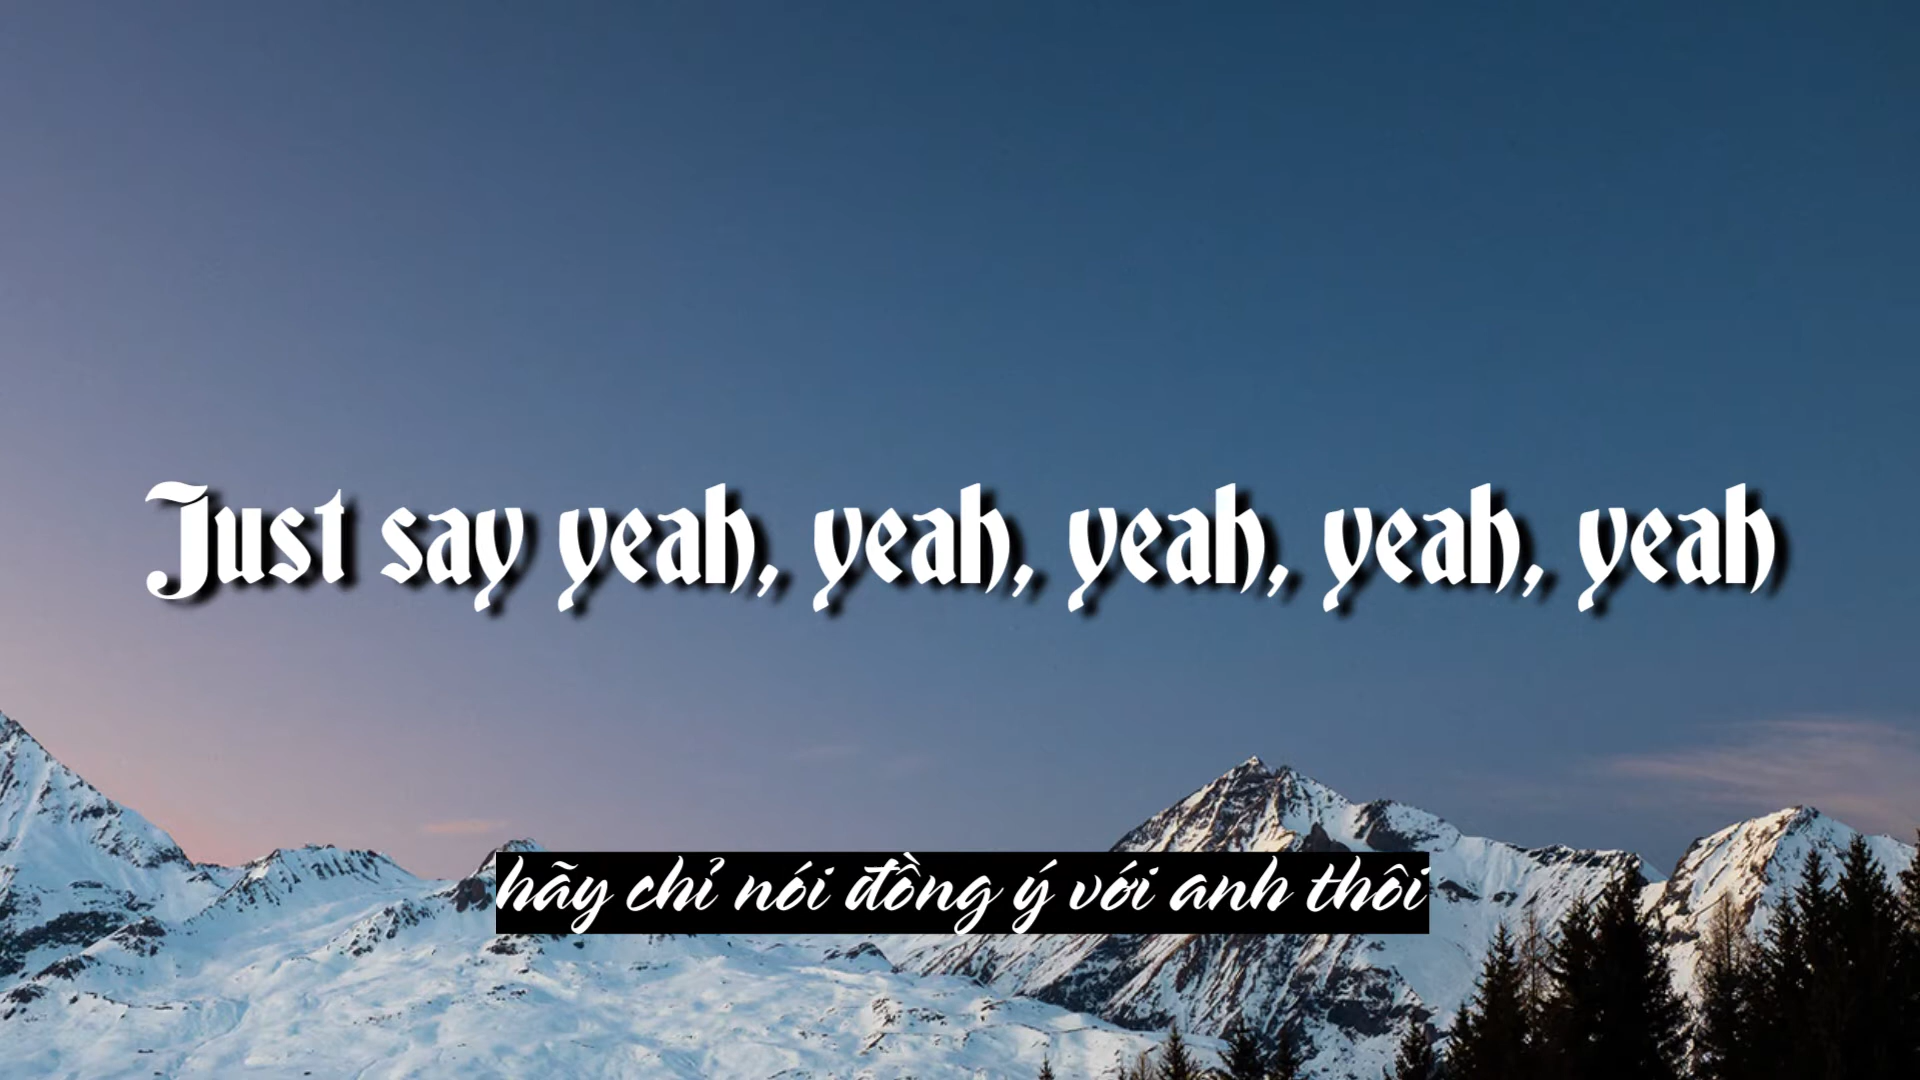 Just say yeah, yeah, yeah, yeah, yeah
hãy chỉ nói đồng ý với anh thôi